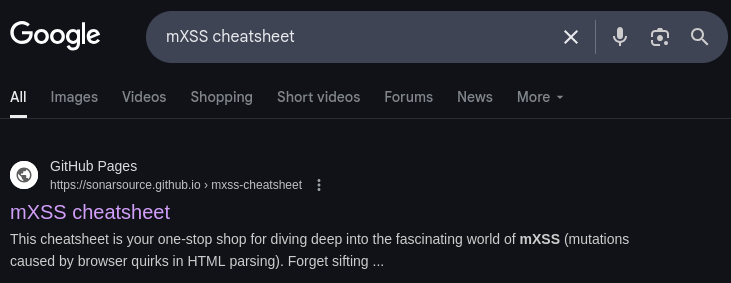 Google
mXSS cheatsheet
All Images Videos Shopping Short videos Forums News More
GitHub Pages
https://sonarsource.github.io › mxss-cheatsheet
mXSS cheatsheet
This cheatsheet is your one-stop shop for diving deep into the fascinating world of mXSS (mutations
caused by browser quirks in HTML parsing). Forget sifting ...